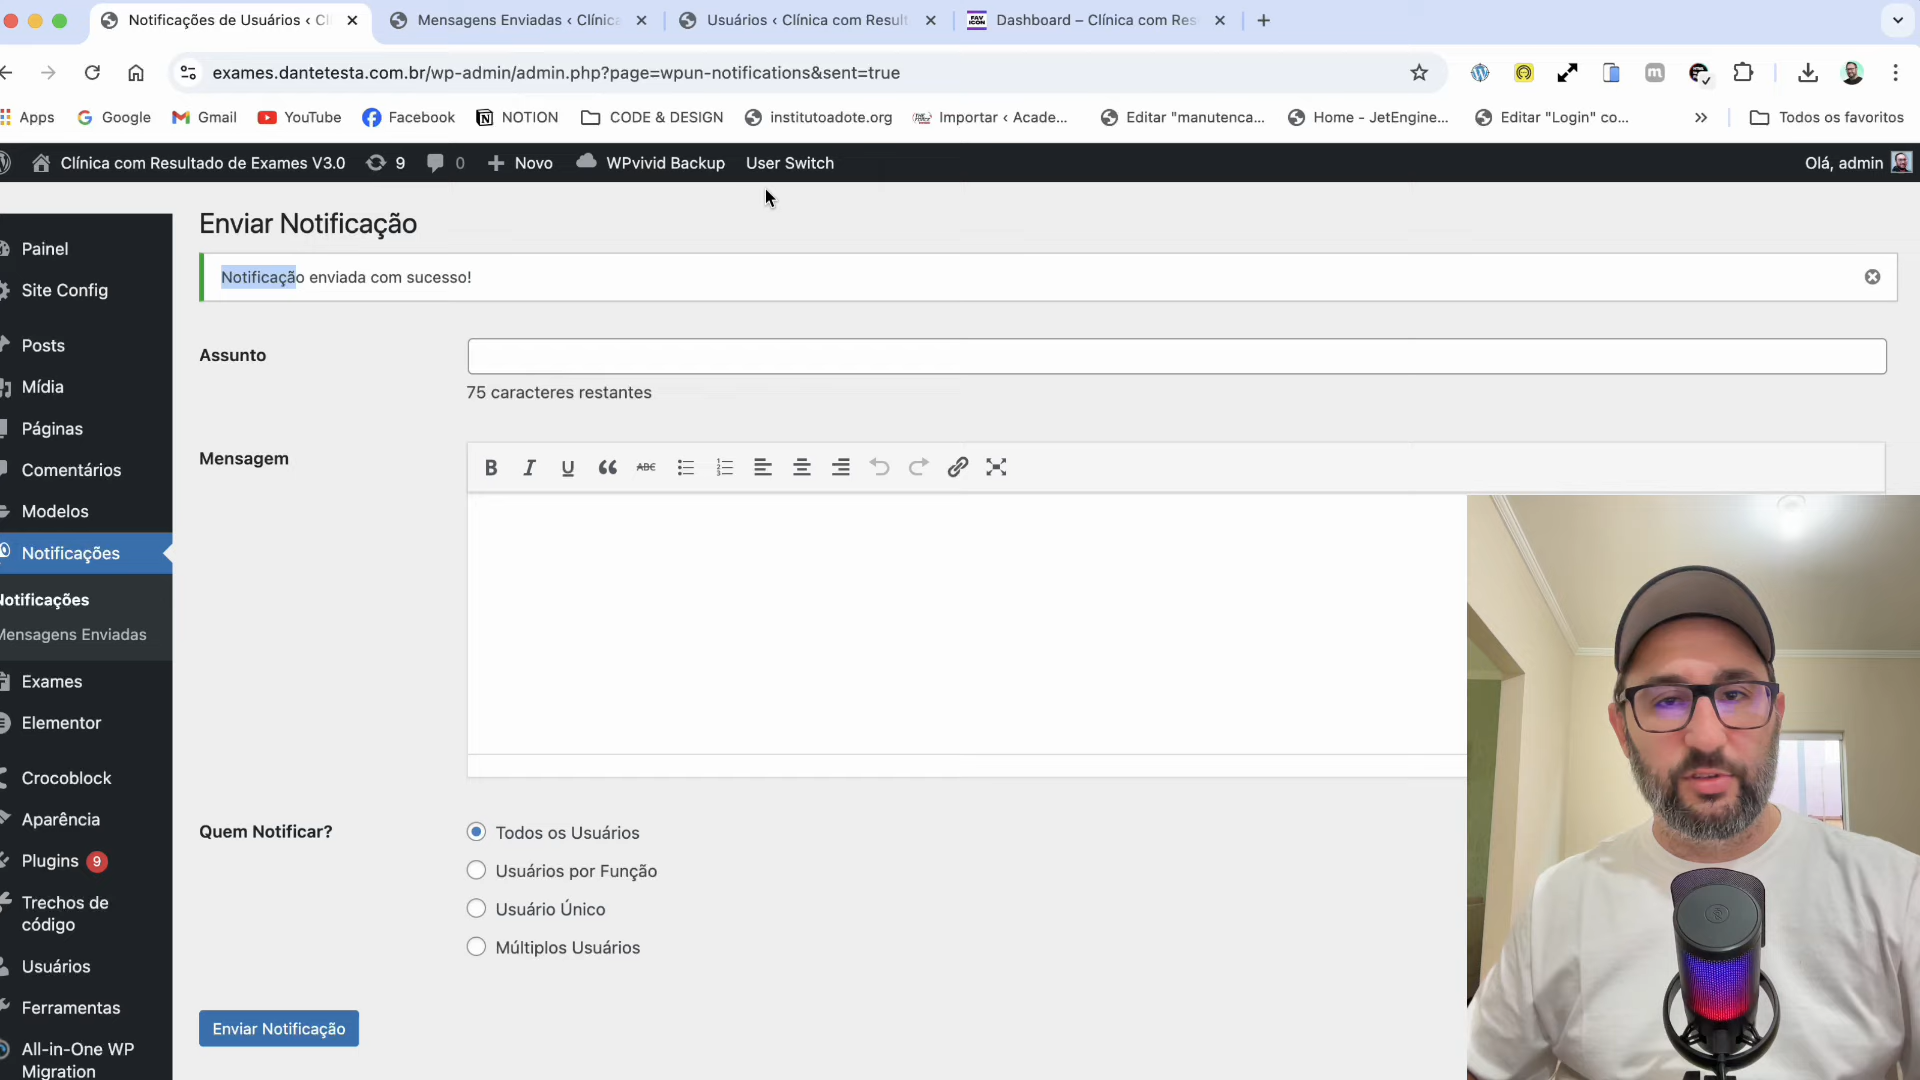 Notificações de Usuários ‹ Cl
Mensagens Enviadas ‹ Clínica
Usuários ‹ Clínica com Result
FAV ICON
Dashboard – Clínica com Res
exames.dantetesta.com.br/wp-admin/admin.php?page=wpun-notifications&sent=true
Apps
Google
Gmail
YouTube
Facebook
NOTION
CODE & DESIGN
institutoadote.org
Importar ‹ Acade...
Editar "manutenca...
Home - JetEngine...
Editar "Login" co...
Todos os favoritos
Clínica com Resultado de Exames V3.0
9
0
Novo
WPvivid Backup
User Switch
Olá, admin
Painel
Site Config
Posts
Mídia
Páginas
Comentários
Modelos
Notificações
Notificações
Mensagens Enviadas
Exames
Elementor
Crocoblock
Aparência
Plugins 9
Trechos de
código
Usuários
Ferramentas
All-in-One WP
Migration
Enviar Notificação
Notificação enviada com sucesso!
Assunto
75 caracteres restantes
Mensagem
B I U ABC
Quem Notificar?
Todos os Usuários
Usuários por Função
Usuário Único
Múltiplos Usuários
Enviar Notificação